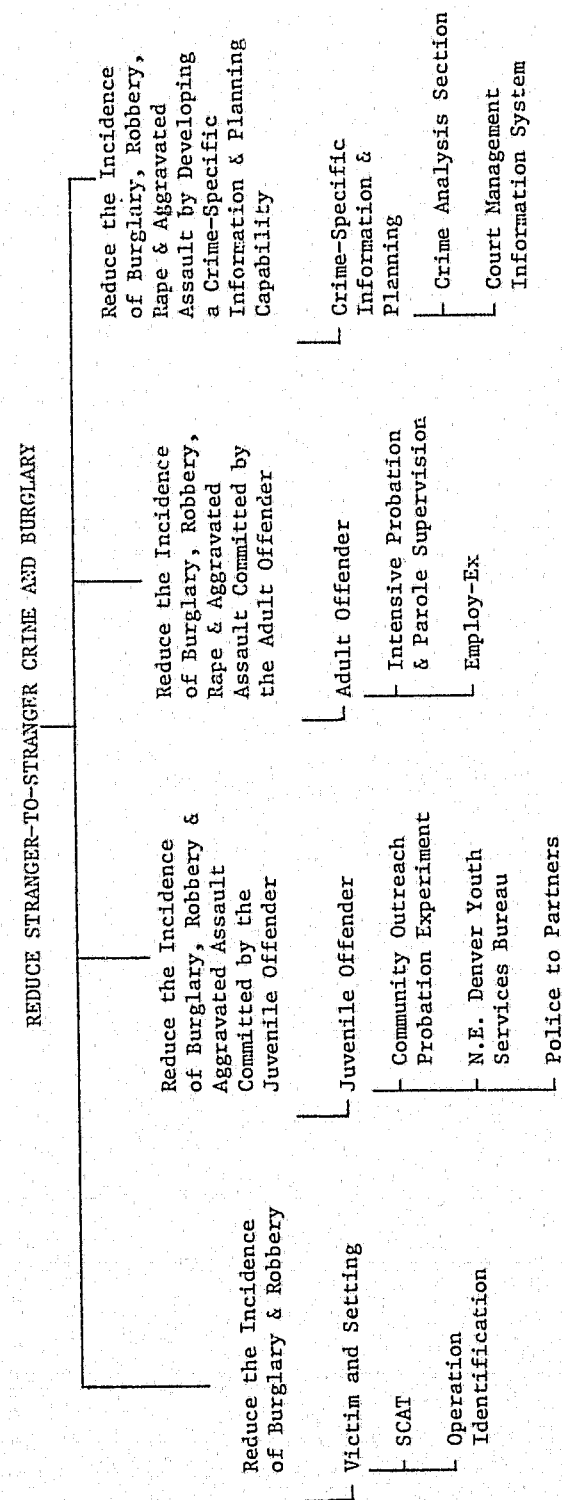 REDUCE STRANGER-TO-STRANGER CRIME AND BURGLARY
Reduce the Incidence
of Burglary & Robbery
Victim and Setting
SCAT
Operation
Identification
Reduce the Incidence
of Burglary, Robbery &
Aggravated Assault
Committed by the
Juvenile Offender
Juvenile Offender
Community Outreach
Probation Experiment
N.E. Denver Youth
Services Bureau
Police to Partners
Reduce the Incidence
of Burglary, Robbery,
Rape & Aggravated
Assault Committed by
the Adult Offender
Adult Offender
Intensive Probation
& Parole Supervision
Employ-Ex
Reduce the Incidence
of Burglary, Robbery,
Rape & Aggravated
Assault by Developing
a Crime-Specific
Information & Planning
Capability
Crime-Specific
Information &
Planning
Crime Analysis Section
Court Management
Information System